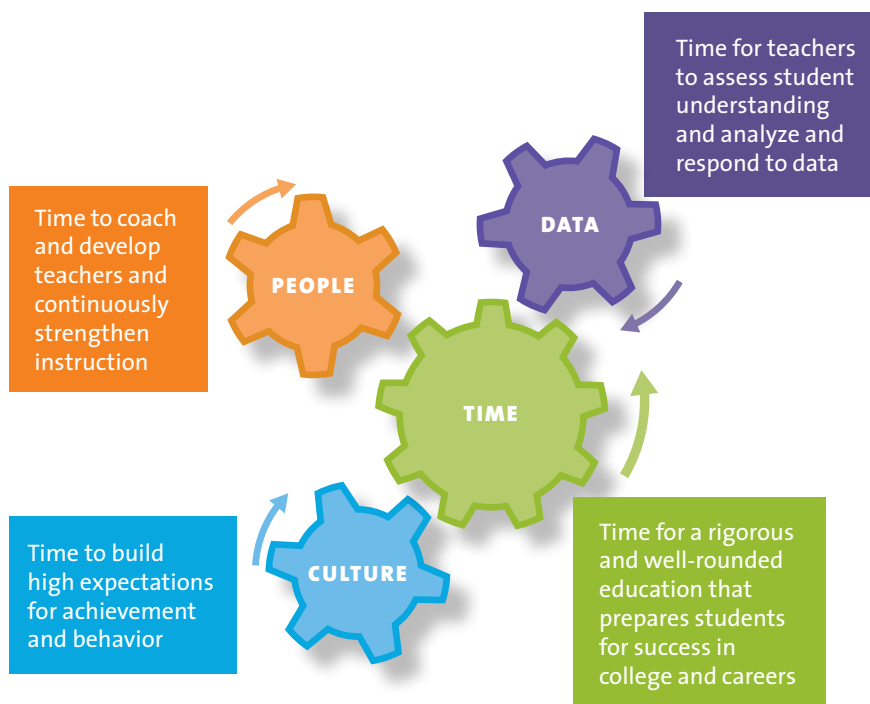 Time for teachers
to assess student
understanding
and analyze and
respond to data
DATA
Time to coach
and develop
teachers and
continuously
strengthen
instruction
PEOPLE
TIME
Time to build
high expectations
for achievement
and behavior
CULTURE
Time for a rigorous
and well-rounded
education that
prepares students
for success in
college and careers